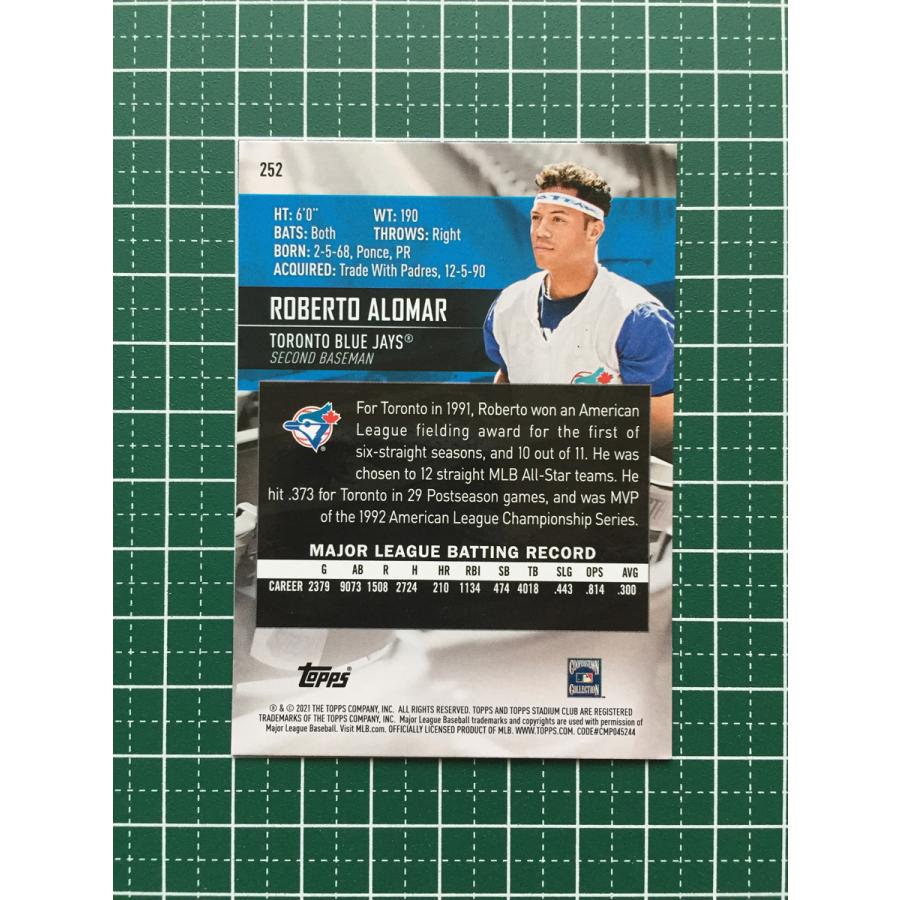 252
HT: 6'0" WT: 190
BATS: Both THROWS: Right
BORN: 2-5-68, Ponce, PR
ACQUIRED: Trade With Padres, 12-5-90
ROBERTO ALOMAR
TORONTO BLUE JAYS®
SECOND BASEMAN
For Toronto in 1991, Roberto won an American
League fielding award for the first of
six-straight seasons, and 10 out of 11. He was
chosen to 12 straight MLB All-Star teams. He
hit .373 for Toronto in 29 Postseason games, and was MVP
of the 1992 American League Championship Series.
MAJOR LEAGUE BATTING RECORD
G AB R H HR RBI SB TB SLG OPS AVG
CAREER 2379 9073 1508 2724 210 1134 474 4018 .443 .814 .300
Topps®
COOPERSTOWN
COLLECTION
® & © 2021 THE TOPPS COMPANY, INC. ALL RIGHTS RESERVED. TOPPS AND TOPPS STADIUM CLUB ARE REGISTERED
TRADEMARKS OF THE TOPPS COMPANY, INC. Major League Baseball trademarks and copyrights are used with permission of
Major League Baseball. Visit MLB.com. OFFICIALLY LICENSED PRODUCT OF MLB. WWW.TOPPS.COM. CODE#CMP045244